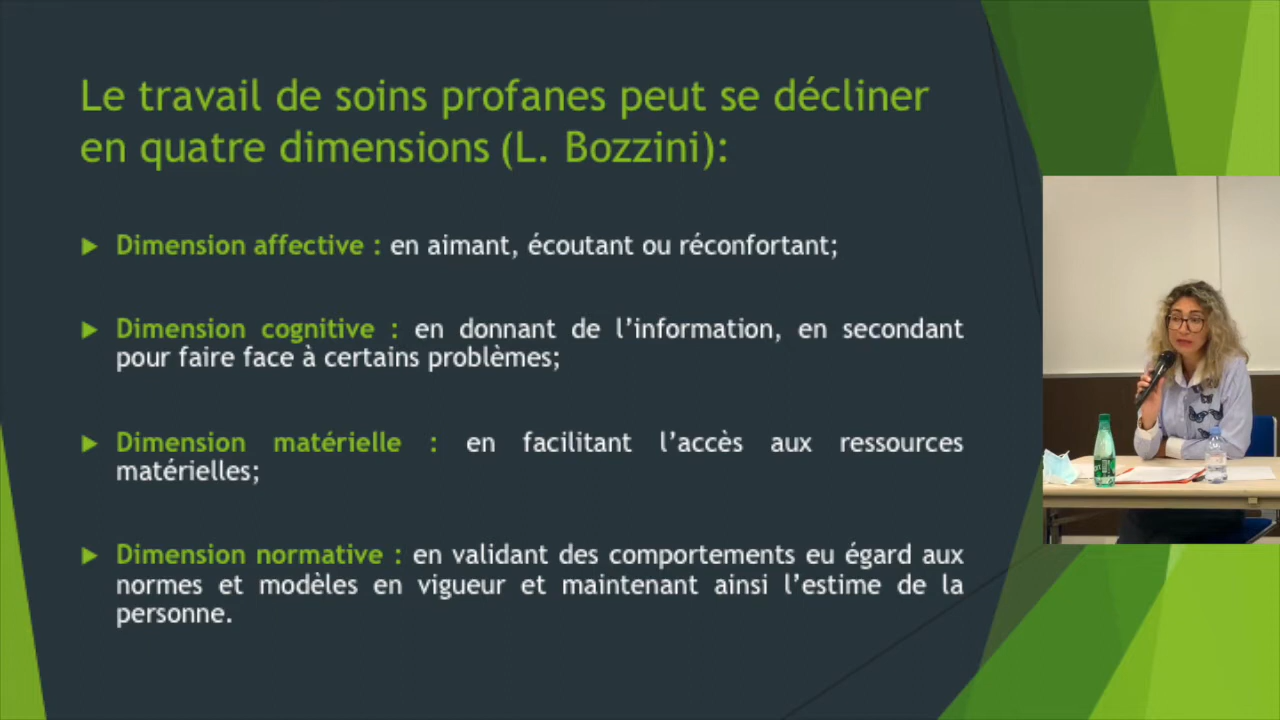 Le travail de soins profanes peut se décliner
en quatre dimensions (L. Bozzini):
Dimension affective : en aimant, écoutant ou réconfortant;
Dimension cognitive : en donnant de l’information, en secondant
pour faire face à certains problèmes;
Dimension matérielle : en facilitant l’accès aux ressources
matérielles;
Dimension normative : en validant des comportements eu égard aux
normes et modèles en vigueur et maintenant ainsi l’estime de la
personne.